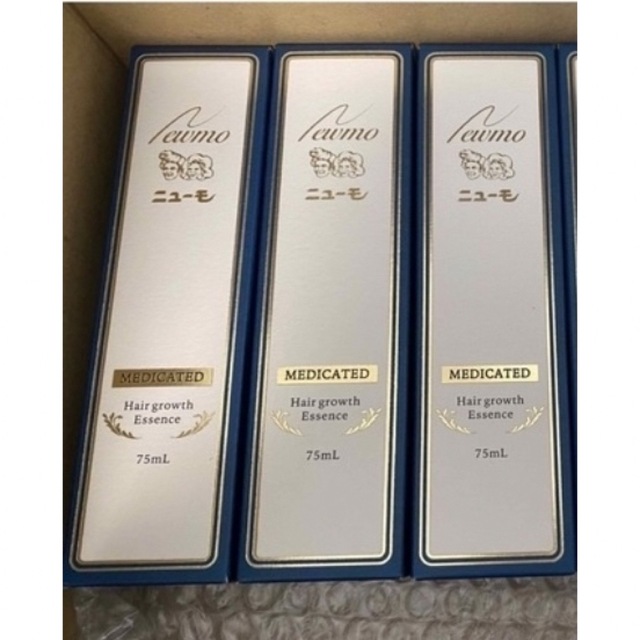 Newmo
ニューモ
MEDICATED
Hair growth
Essence
75mL
Newmo
ニューモ
MEDICATED
Hair growth
Essence
75mL
Newmo
ニューモ
MEDICATED
Hair growth
Essence
75mL